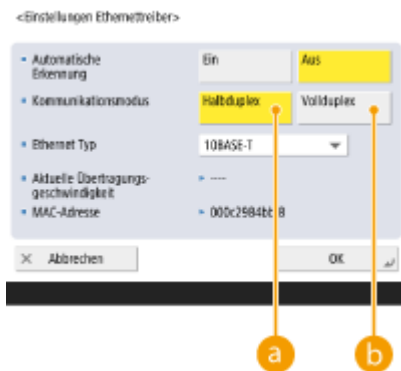 <Einstellungen Ethernettreiber>
Automatische
Erkennung
Ein
Aus
Kommunikationsmodus
Halbduplex
Vollduplex
Ethernet Typ
10BASE-T
Aktuelle Übertragungs-
geschwindigkeit
----
MAC-Adresse
× Abbrechen
OK
a
b